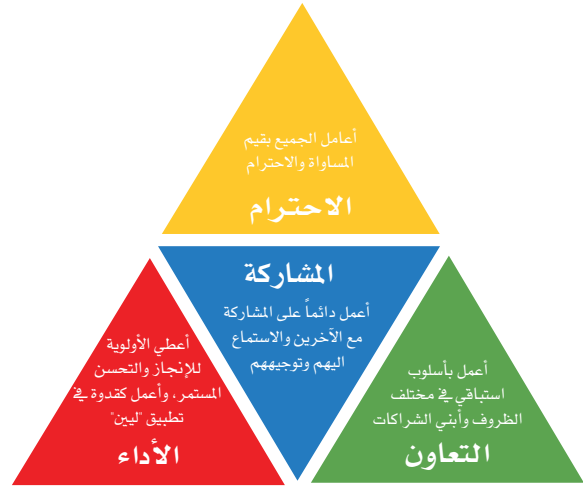 أعامل الجميع بقيم
المساواة والاحترام
الاحترام
المشاركة
أعمل دائماً على المشاركة
مع الآخرين والاستماع
اليهم وتوجيههم
أعطي الأولوية
للإنجاز والتحسن
المستمر، وأعمل كقدوة في
تطبيق "ليين"
الأداء
أعمل بأسلوب
استباقي في مختلف
الظروف وأبني الشراكات
التعاون